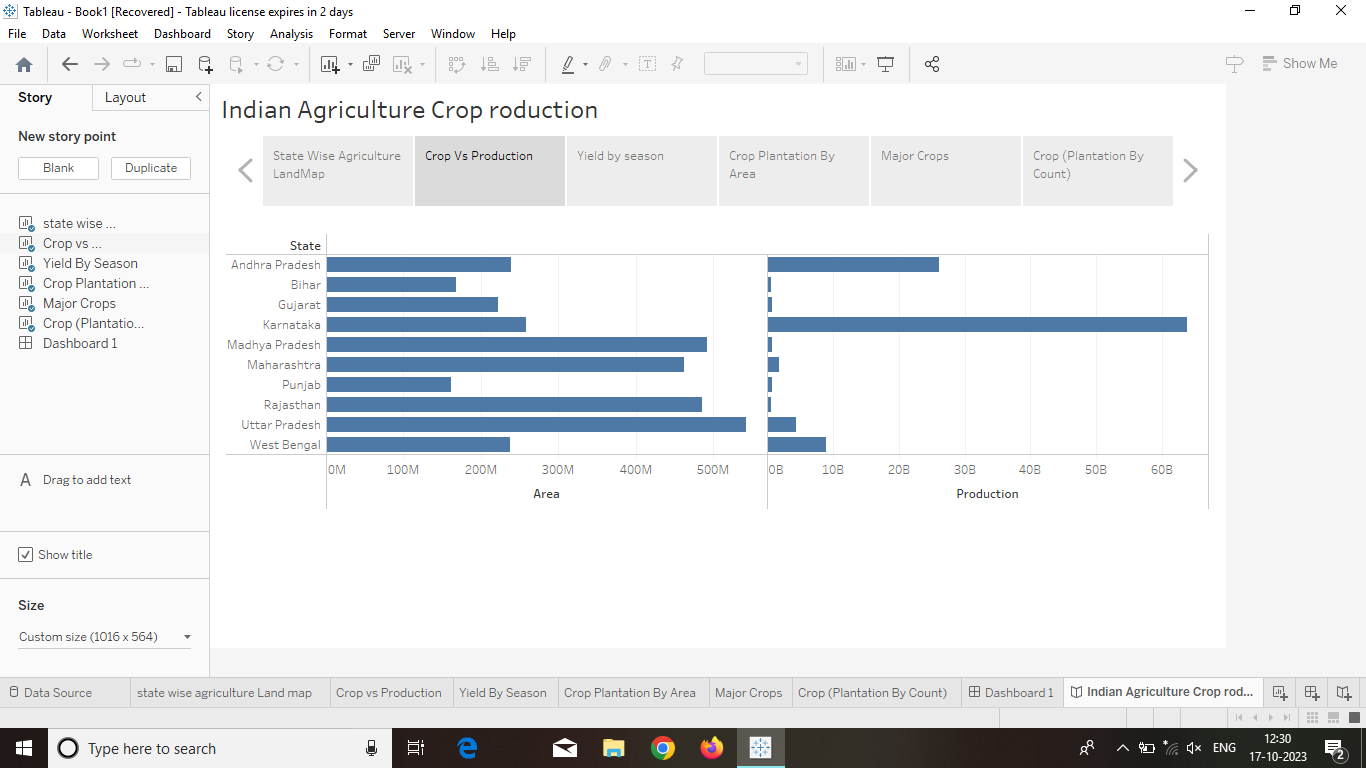 Tableau - Book1 [Recovered] - Tableau license expires in 2 days
File Data Worksheet Dashboard Story Analysis Format Server Window Help
Show Me
Story Layout
New story point
Blank Duplicate
state wise ...
Crop vs ...
Yield By Season
Crop Plantation ...
Major Crops
Crop (Plantatio...
Dashboard 1
A Drag to add text
Show title
Size
Custom size (1016 x 564)
Indian Agriculture Crop roduction
State Wise Agriculture
LandMap
Crop Vs Production
Yield by season
Crop Plantation By
Area
Major Crops
Crop (Plantation By
Count)
State
Andhra Pradesh
Bihar
Gujarat
Karnataka
Madhya Pradesh
Maharashtra
Punjab
Rajasthan
Uttar Pradesh
West Bengal
0M 100M 200M 300M 400M 500M 0B 10B 20B 30B 40B 50B 60B
Area Production
Data Source state wise agriculture Land map Crop vs Production Yield By Season Crop Plantation By Area Major Crops Crop (Plantation By Count) Dashboard 1 Indian Agriculture Crop rod...
Type here to search
ENG
12:30
17-10-2023
2